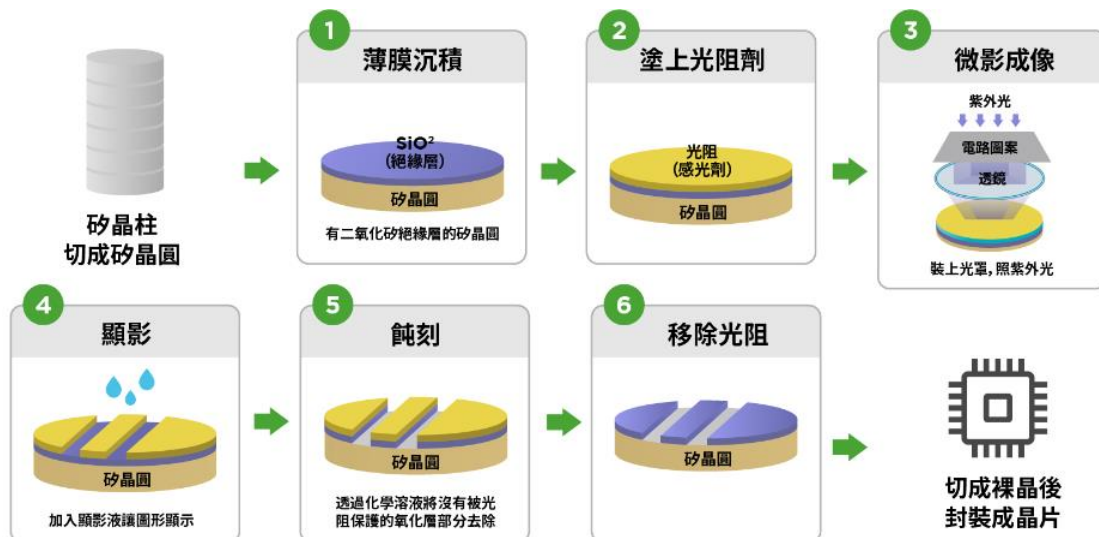 矽晶柱
切成矽晶圓
1
薄膜沉積
SiO²
(絕緣層)
矽晶圓
有二氧化矽絕緣層的矽晶圓
2
塗上光阻劑
光阻
(感光劑)
矽晶圓
3
微影成像
紫外光
電路圖案
透鏡
裝上光罩,照紫外光
4
顯影
矽晶圓
加入顯影液讓圖形顯示
5
蝕刻
矽晶圓
透過化學溶液將沒有被光
阻保護的氧化層部分去除
6
移除光阻
矽晶圓
切成裸晶後
封裝成晶片